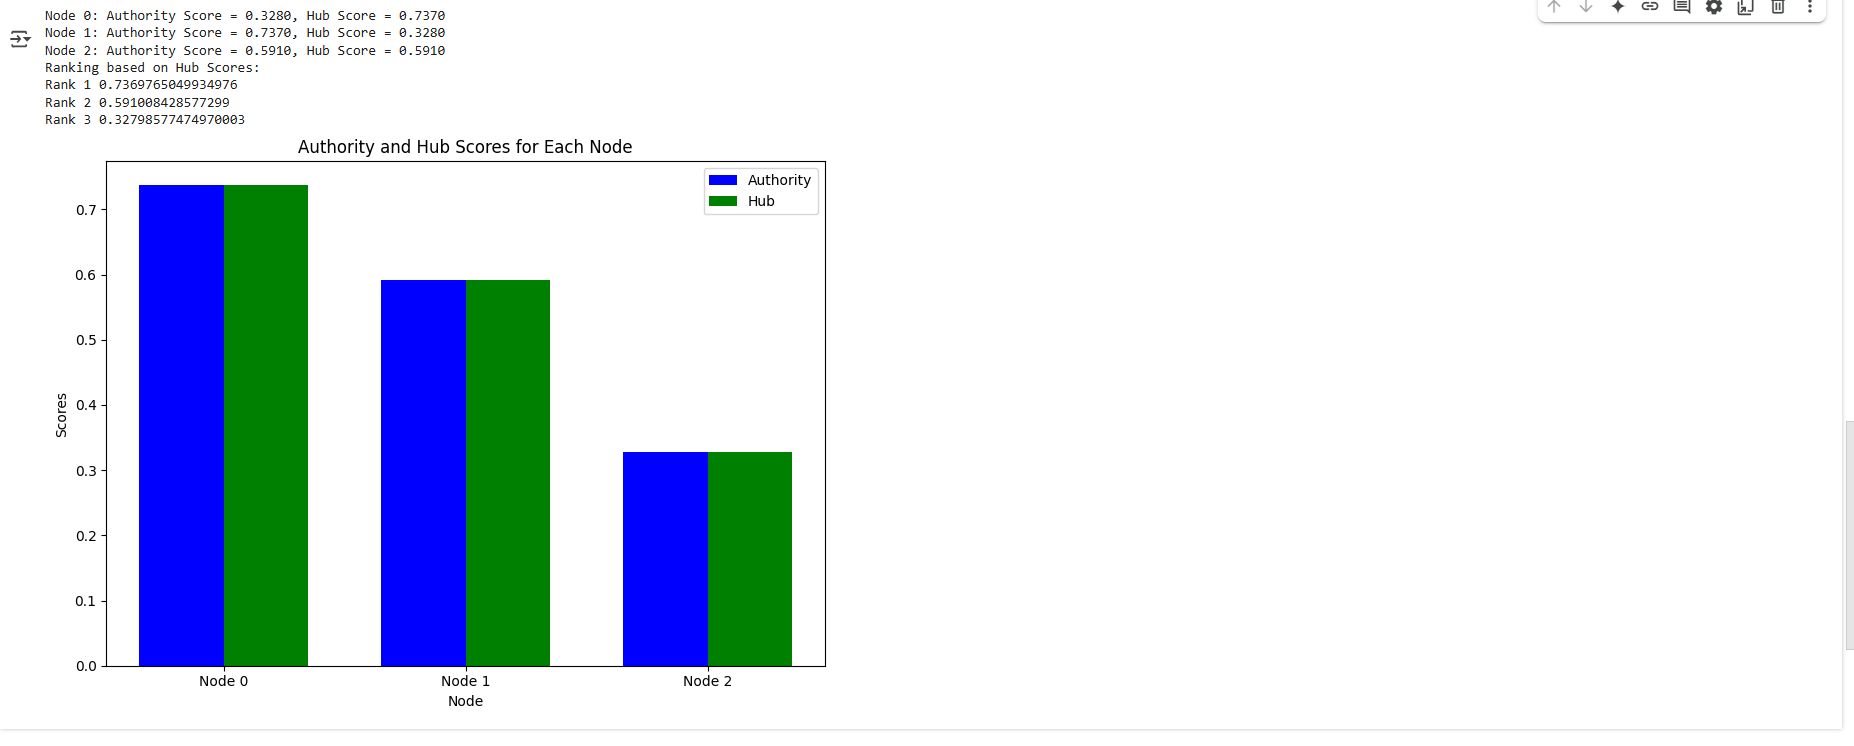 Node 0: Authority Score = 0.3280, Hub Score = 0.7370
Node 1: Authority Score = 0.7370, Hub Score = 0.3280
Node 2: Authority Score = 0.5910, Hub Score = 0.5910
Ranking based on Hub Scores:
Rank 1 0.7369765049934976
Rank 2 0.591008428577299
Rank 3 0.32798577474970003
Authority and Hub Scores for Each Node
Authority
Hub
0.7
0.6
0.5
0.4
0.3
0.2
0.1
0.0
Scores
Node 0
Node 1
Node 2
Node